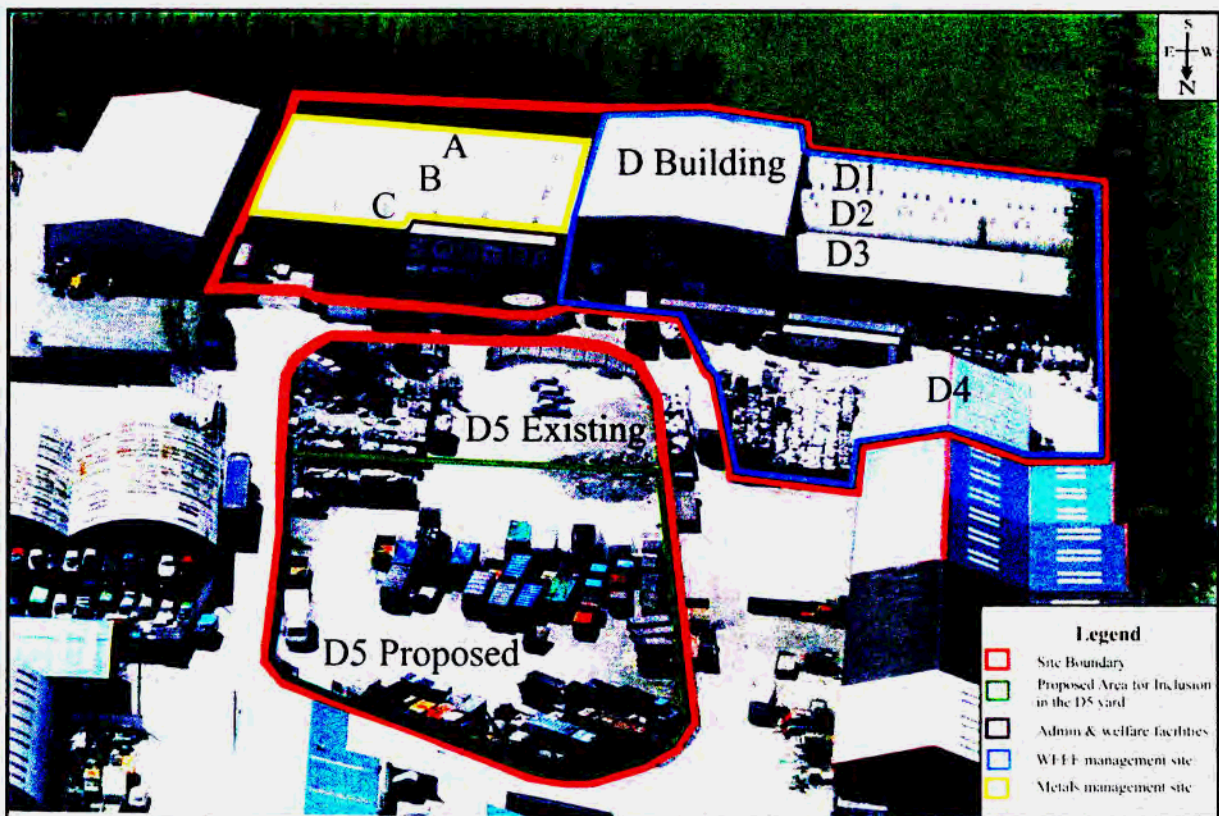 S
E W
N
A
B
C
D Building
D1
D2
D3
D4
D5 Existing
D5 Proposed
Legend
Site Boundary
Proposed Area for Inclusion
in the D5 yard
Admin & welfare facilities
WEEE management site
Metals management site